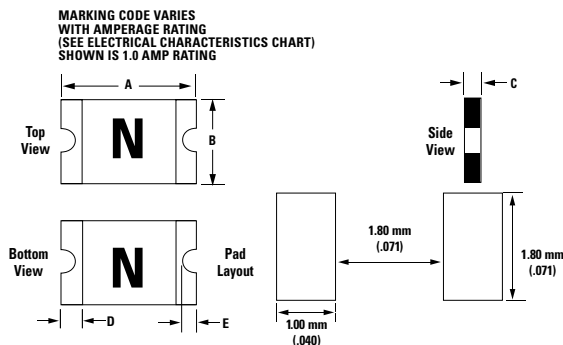 MARKING CODE VARIES
WITH AMPERAGE RATING
(SEE ELECTRICAL CHARACTERISTICS CHART)
SHOWN IS 1.0 AMP RATING
A
C
Top
View
N
B
Side
View
Bottom
View
N
Pad
Layout
1.80 mm
(.071)
1.80 mm
(.071)
D
E
1.00 mm
(.040)